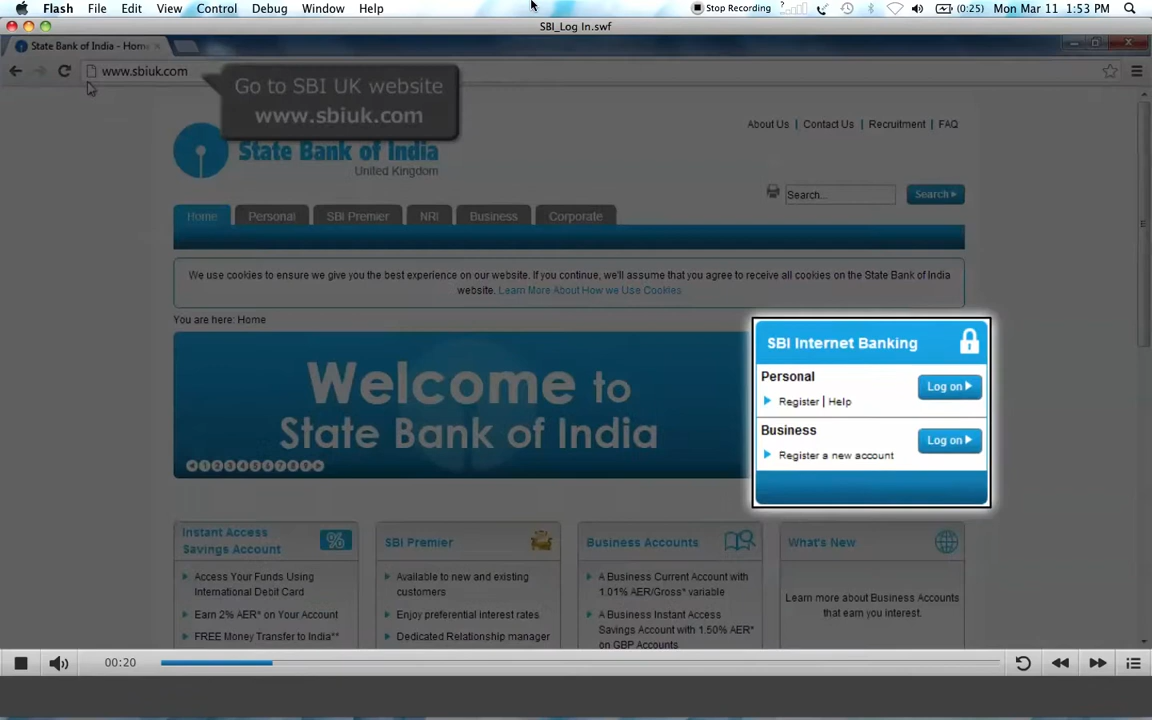 Flash File Edit View Control Debug Window Help
Stop Recording (0:25) Mon Mar 11 1:53 PM
SBI_Log In.swf
State Bank of India - Home
www.sbiuk.com
Go to SBI UK website
www.sbiuk.com
About Us | Contact Us | Recruitment | FAQ
State Bank of India
United Kingdom
Search... Search
Home Personal SBI Premier NRI Business Corporate
We use cookies to ensure we give you the best experience on our website. If you continue, we'll assume that you agree to receive all cookies on the State Bank of India
website. Learn More About How we Use Cookies
You are here: Home
Welcome to
State Bank of India
1 2 3 4 5 6 7 8 9
SBI Internet Banking
Personal
Log on
Register | Help
Business
Log on
Register a new account
Instant Access
Savings Account
%
Access Your Funds Using
International Debit Card
Earn 2% AER* on Your Account
FREE Money Transfer to India**
SBI Premier
Available to new and existing
customers
Enjoy preferential interest rates
Dedicated Relationship manager
Business Accounts
A Business Current Account with
1.01% AER/Gross* variable
A Business Instant Access
Savings Account with 1.50% AER*
on GBP Accounts
What's New
Learn more about Business Accounts
that earn you interest.
00:20